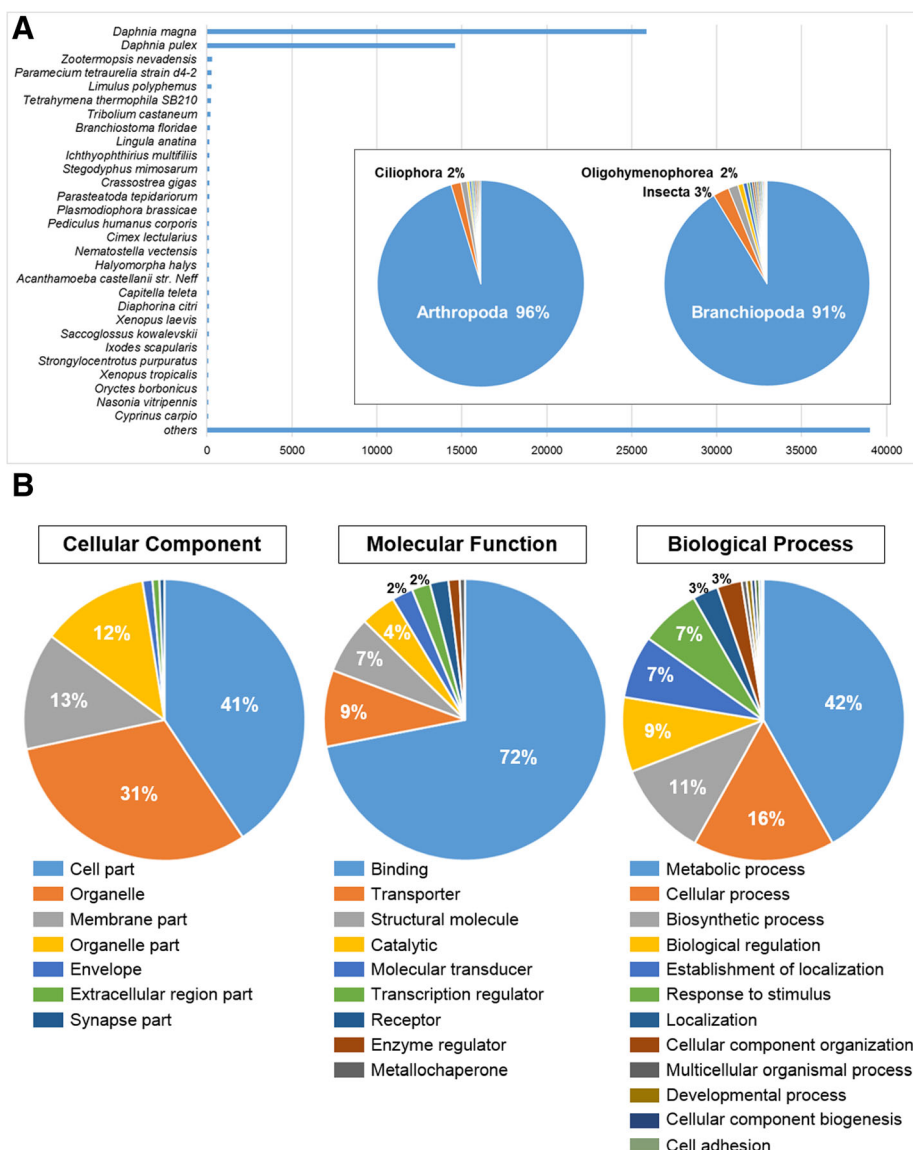 A
Daphnia magna
Daphnia pulex
Zootermopsis nevadensis
Paramecium tetraurelia strain d4-2
Limulus polyphemus
Tetrahymena thermophila SB210
Tribolium castaneum
Branchiostoma floridae
Lingula anatina
Ichthyophthirius multifiliis
Stegodyphus mimosarum
Crassostrea gigas
Parasteatoda tepidariorum
Plasmodiophora brassicae
Pediculus humanus corporis
Cimex lectularius
Nematostella vectensis
Halyomorpha halys
Acanthamoeba castellanii str. Neff
Capitella teleta
Diaphorina citri
Xenopus laevis
Saccoglossus kowalevskii
Ixodes scapularis
Strongylocentrotus purpuratus
Xenopus tropicalis
Oryctes borbonicus
Nasonia vitripennis
Cyprinus carpio
others
0 5000 10000 15000 20000 25000 30000 35000 40000
Ciliophora 2%
Arthropoda 96%
Oligohymenophorea 2%
Insecta 3%
Branchiopoda 91%
B
Cellular Component
41%
31%
13%
12%
Cell part
Organelle
Membrane part
Organelle part
Envelope
Extracellular region part
Synapse part
Molecular Function
72%
9%
7%
4%
2%
2%
Binding
Transporter
Structural molecule
Catalytic
Molecular transducer
Transcription regulator
Receptor
Enzyme regulator
Metallochaperone
Biological Process
42%
16%
11%
9%
7%
7%
3%
3%
Metabolic process
Cellular process
Biosynthetic process
Biological regulation
Establishment of localization
Response to stimulus
Localization
Cellular component organization
Multicellular organismal process
Developmental process
Cellular component biogenesis
Cell adhesion